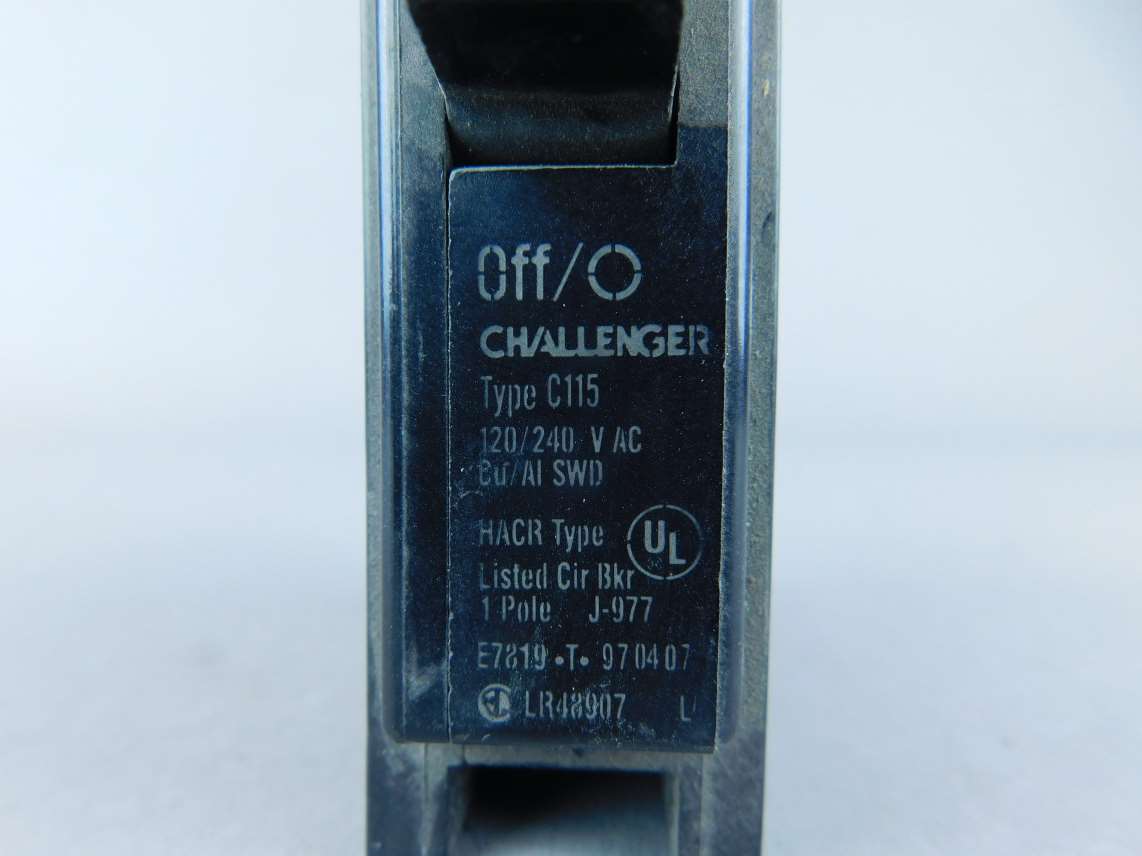 Off/O
CHALLENGER
Type C115
120/240 V AC
Cu/Al SWD
HACR Type UL
Listed Cir Bkr
1 Pole J-977
E7819 •T• 970407
LR48907 L